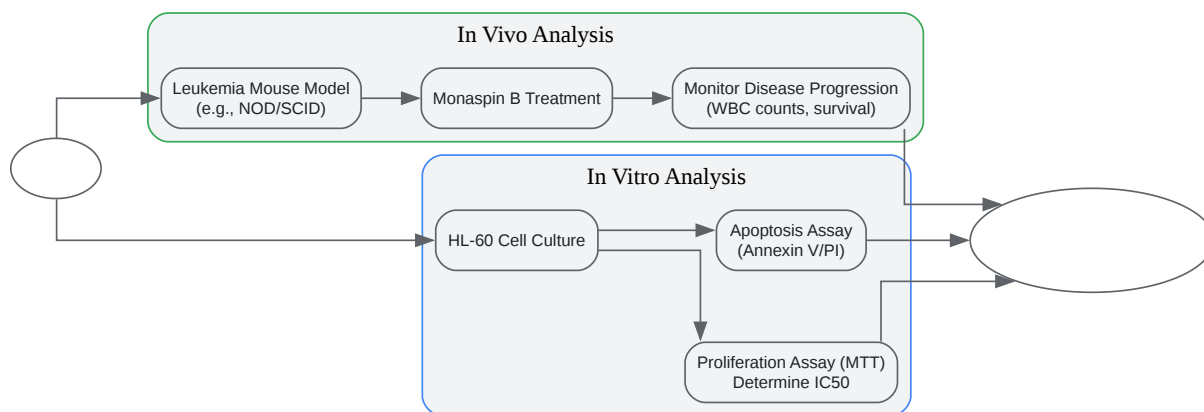 In Vivo Analysis
Leukemia Mouse Model
(e.g., NOD/SCID)
Monaspin B Treatment
Monitor Disease Progression
(WBC counts, survival)
In Vitro Analysis
HL-60 Cell Culture
Apoptosis Assay
(Annexin V/PI)
Proliferation Assay (MTT)
Determine IC50